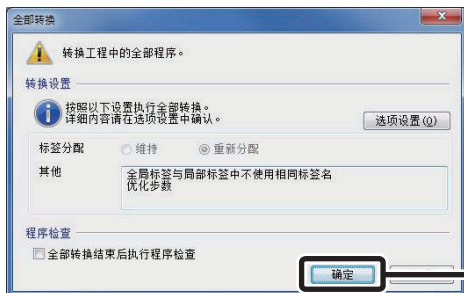 全部转换
转换工程中的全部程序。
转换设置
按照以下设置执行全部转换。
详细内容请在选项设置中确认。
选项设置(O)
标签分配
维持
重新分配
其他
全局标签与局部标签中不使用相同标签名
优化步数
程序检查
全部转换结束后执行程序检查
确定